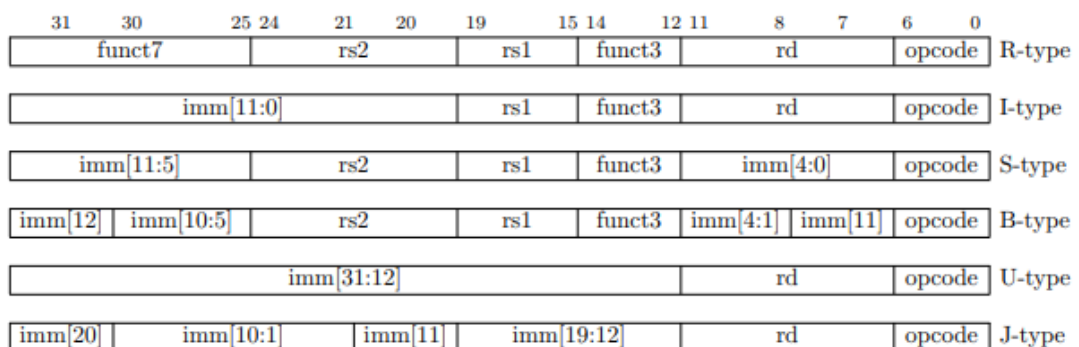 31 30 25 24 21 20 19 15 14 12 11 8 7 6 0
funct7 rs2 rs1 funct3 rd opcode R-type
imm[11:0] rs1 funct3 rd opcode I-type
imm[11:5] rs2 rs1 funct3 imm[4:0] opcode S-type
imm[12] imm[10:5] rs2 rs1 funct3 imm[4:1] imm[11] opcode B-type
imm[31:12] rd opcode U-type
imm[20] imm[10:1] imm[11] imm[19:12] rd opcode J-type